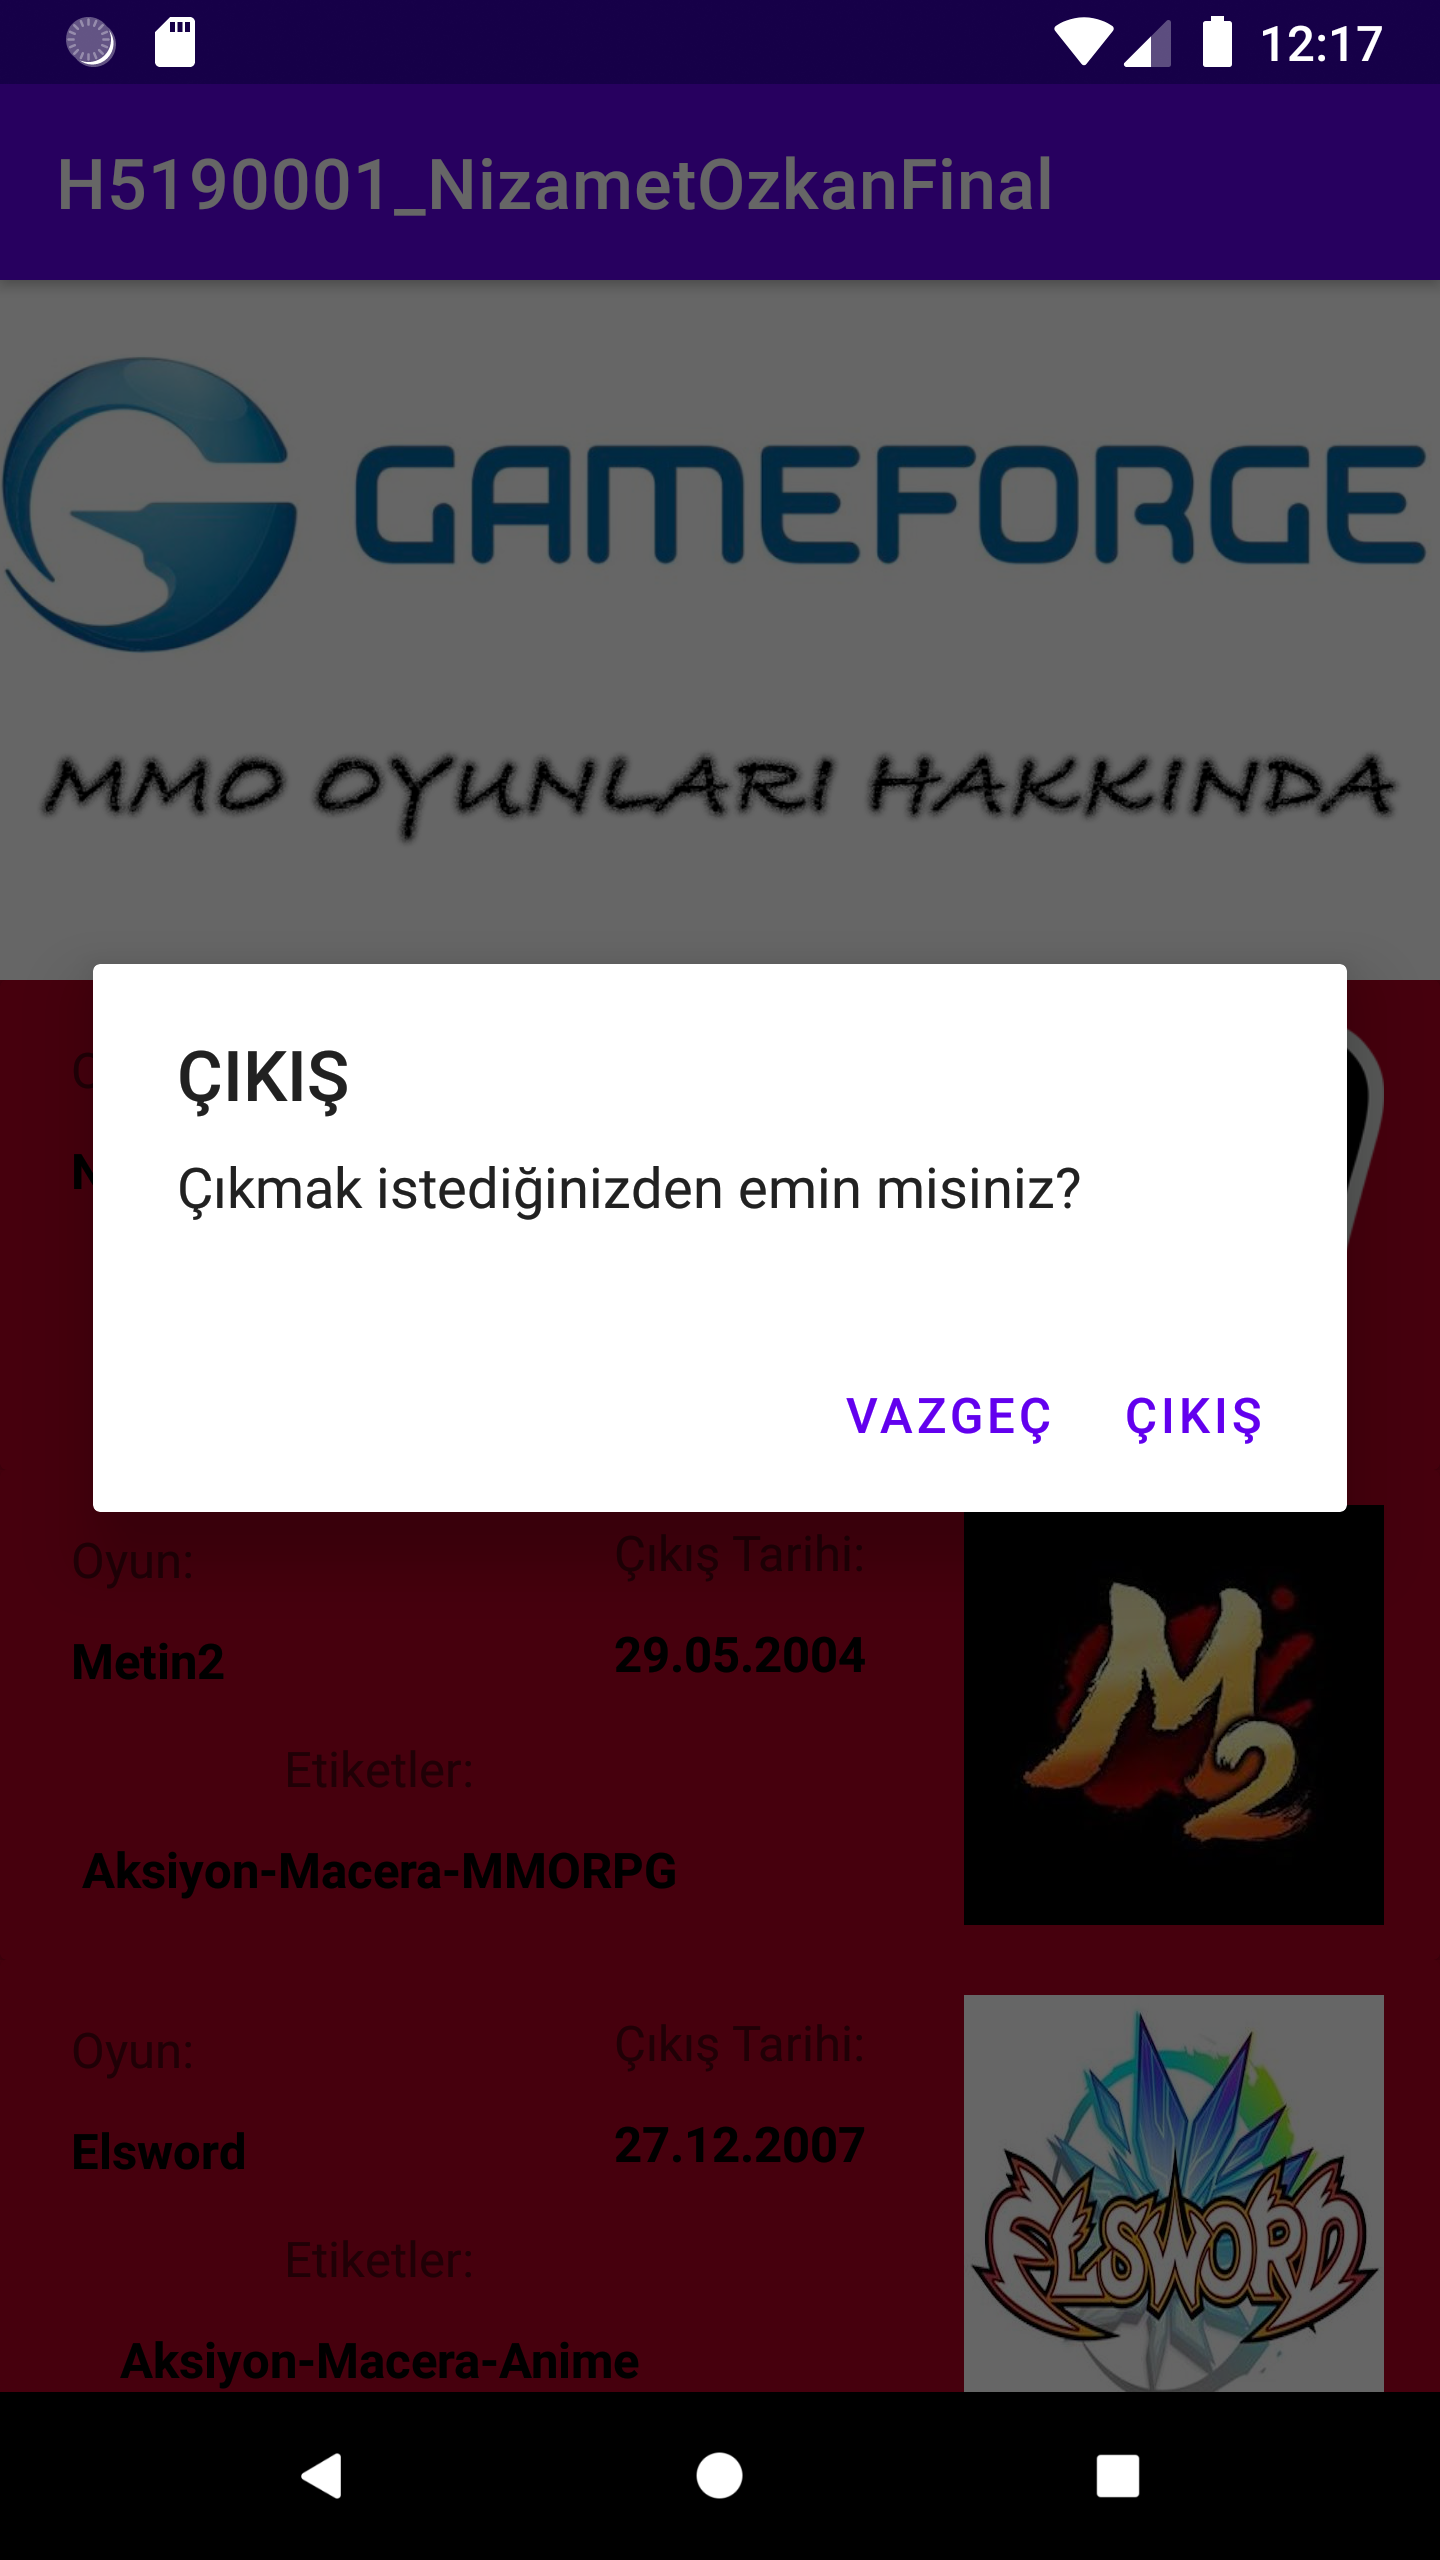 12:17
H5190001_NizametOzkanFinal
GAMEFORGE
MMO OYUNLARI HAKKINDA
ÇIKIŞ
Çıkmak istediğinizden emin misiniz?
VAZGEÇ ÇIKIŞ
Oyun: Çıkış Tarihi:
Metin2 29.05.2004
Etiketler:
Aksiyon-Macera-MMORPG
M2
Oyun: Çıkış Tarihi:
Elsword 27.12.2007
Etiketler:
Aksiyon-Macera-Anime
ELSWORD